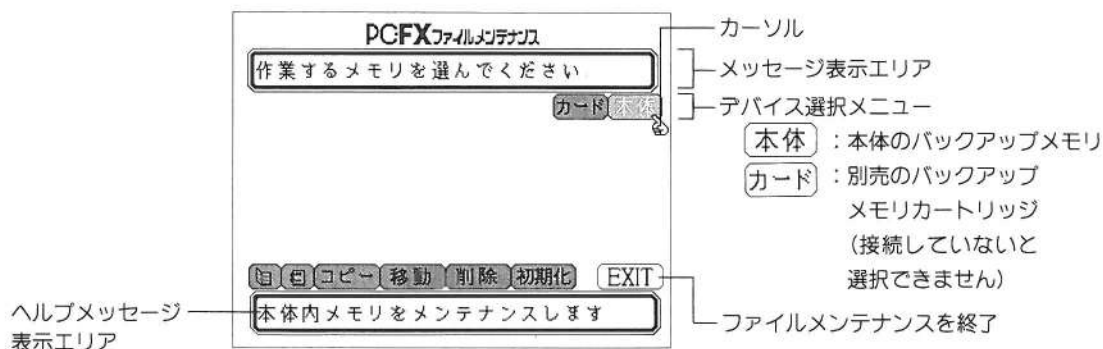 PCFXファイルメンテナンス
作業するメモリを選んでください
カード 本体
コピー 移動 削除 初期化 EXIT
本体内メモリをメンテナンスします
カーソル
メッセージ表示エリア
デバイス選択メニュー
本体：本体のバックアップメモリ
カード：別売のバックアップ
メモリカートリッジ
（接続していないと
選択できません）
ファイルメンテナンスを終了
ヘルプメッセージ
表示エリア